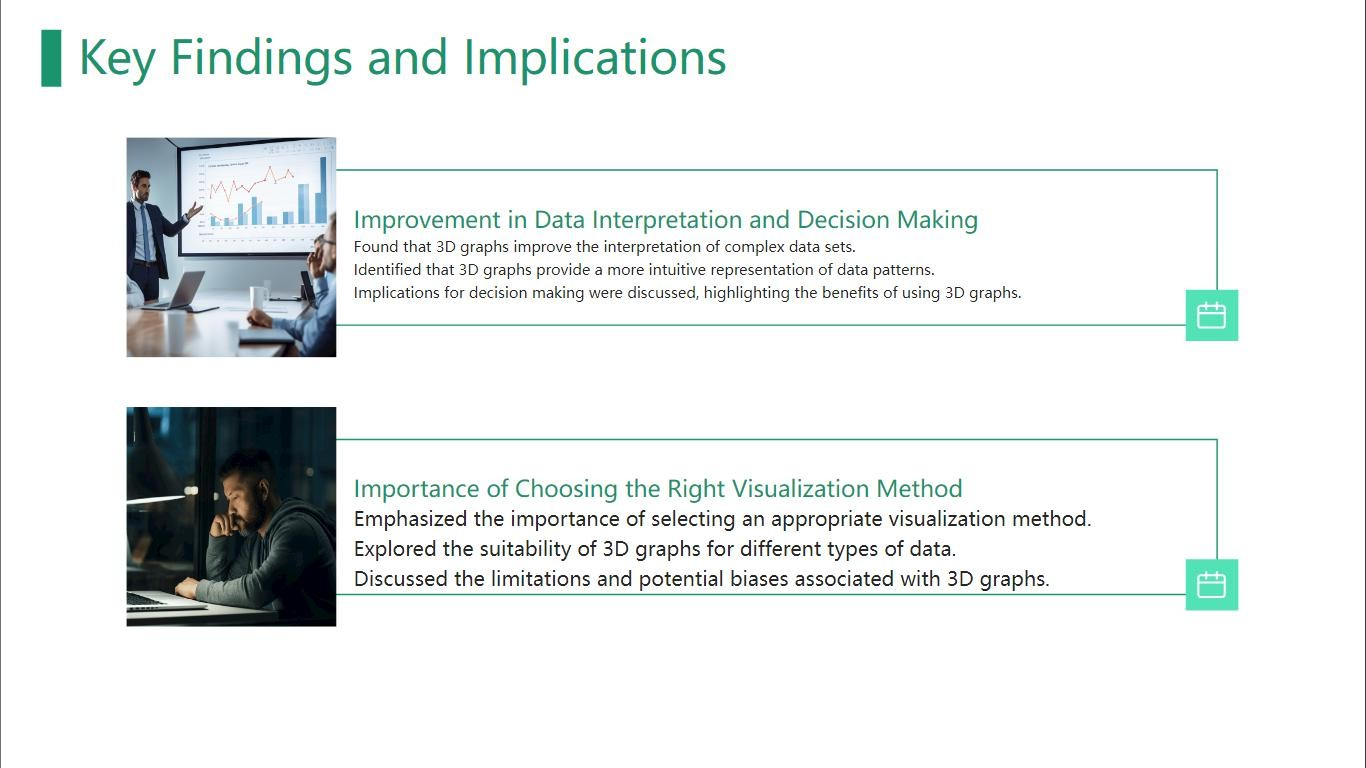 Key Findings and Implications
Improvement in Data Interpretation and Decision Making
Found that 3D graphs improve the interpretation of complex data sets.
Identified that 3D graphs provide a more intuitive representation of data patterns.
Implications for decision making were discussed, highlighting the benefits of using 3D graphs.
Importance of Choosing the Right Visualization Method
Emphasized the importance of selecting an appropriate visualization method.
Explored the suitability of 3D graphs for different types of data.
Discussed the limitations and potential biases associated with 3D graphs.